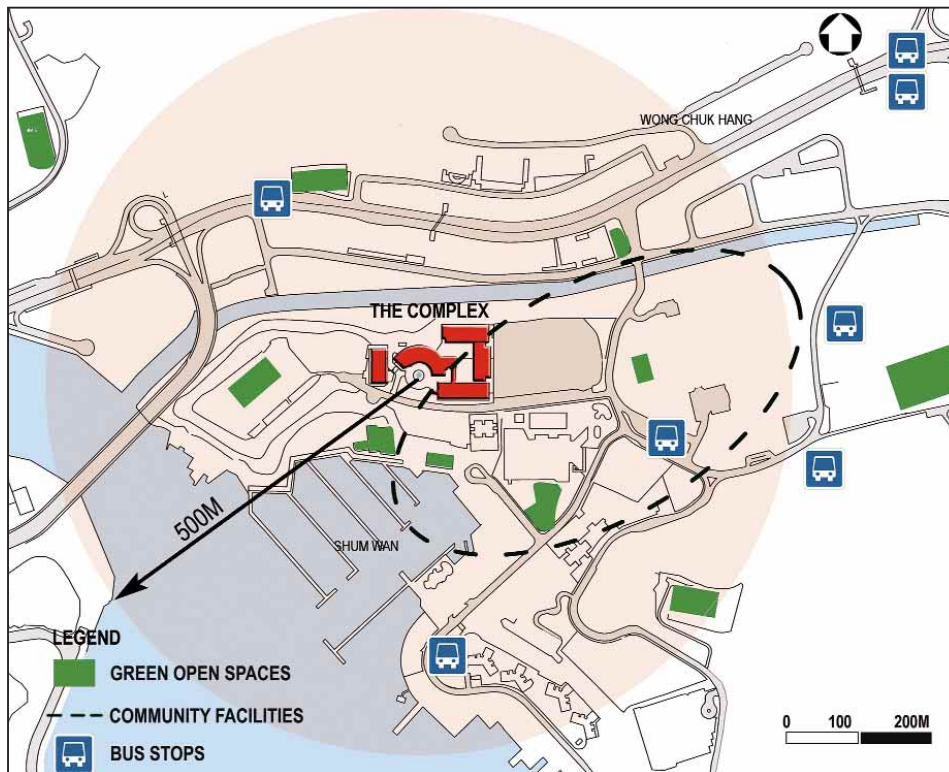 WONG CHUK HANG
THE COMPLEX
500M
SHUM WAN
LEGEND
GREEN OPEN SPACES
COMMUNITY FACILITIES
BUS STOPS
0 100 200M